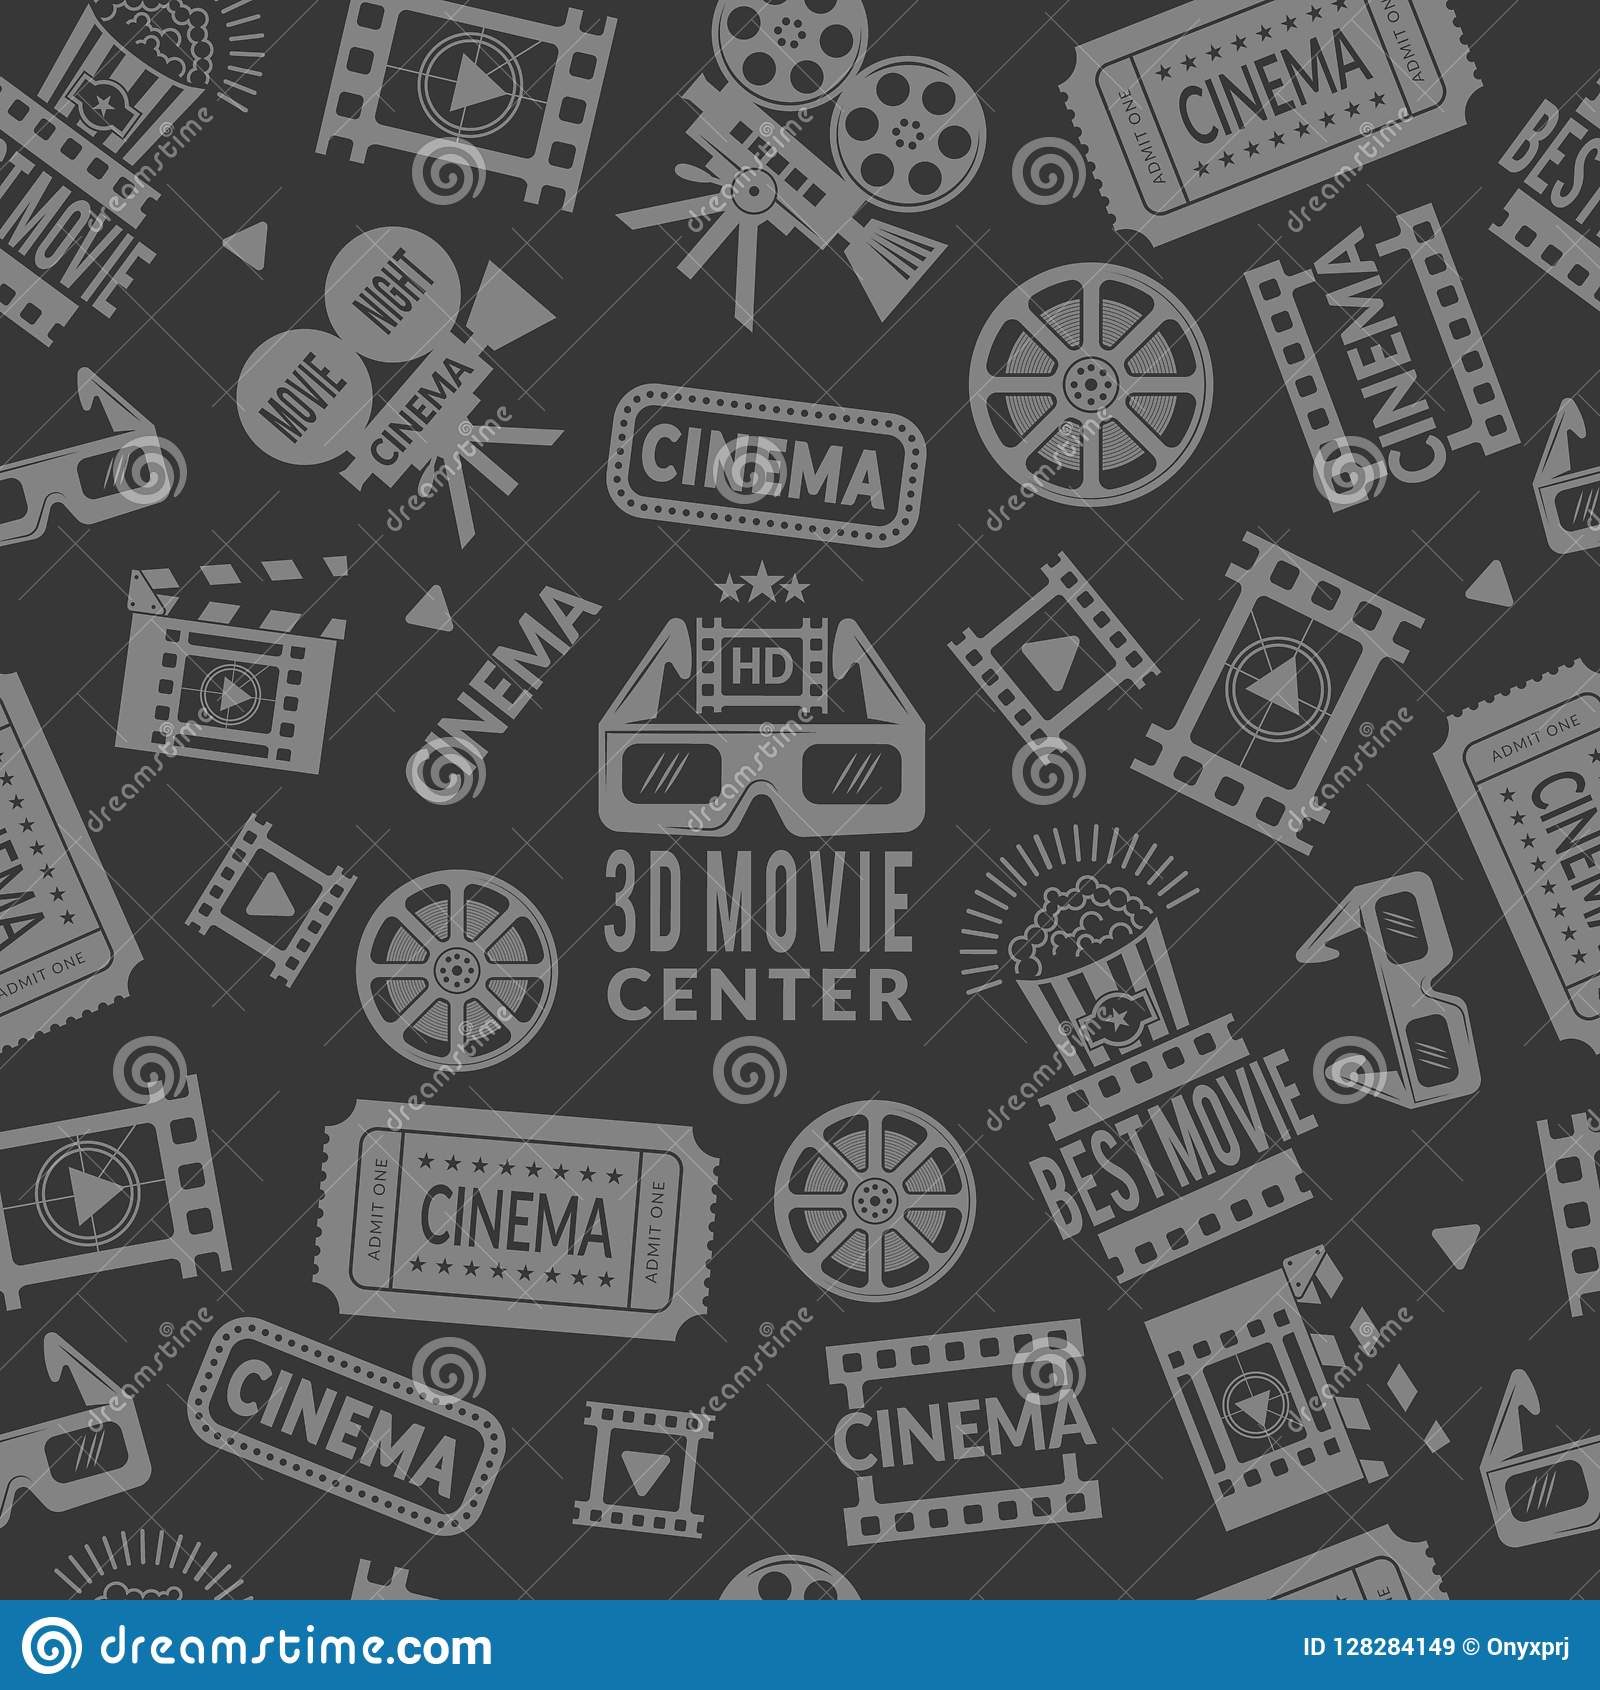 ADMIT ONE
CINEMA
ADMIT ONE
BEST
MOVIE
NIGHT
MOVIE
CINEMA
CINEMA
CINEMA
CINEMA
HD
3D MOVIE
CENTER
ADMIT ONE
CINEMA
ADMIT ONE
BEST MOVIE
ADMIT ONE
CINEMA
ADMIT ONE
CINEMA
CINEMA
dreamstime.com
ID 128284149 © Onyxprj